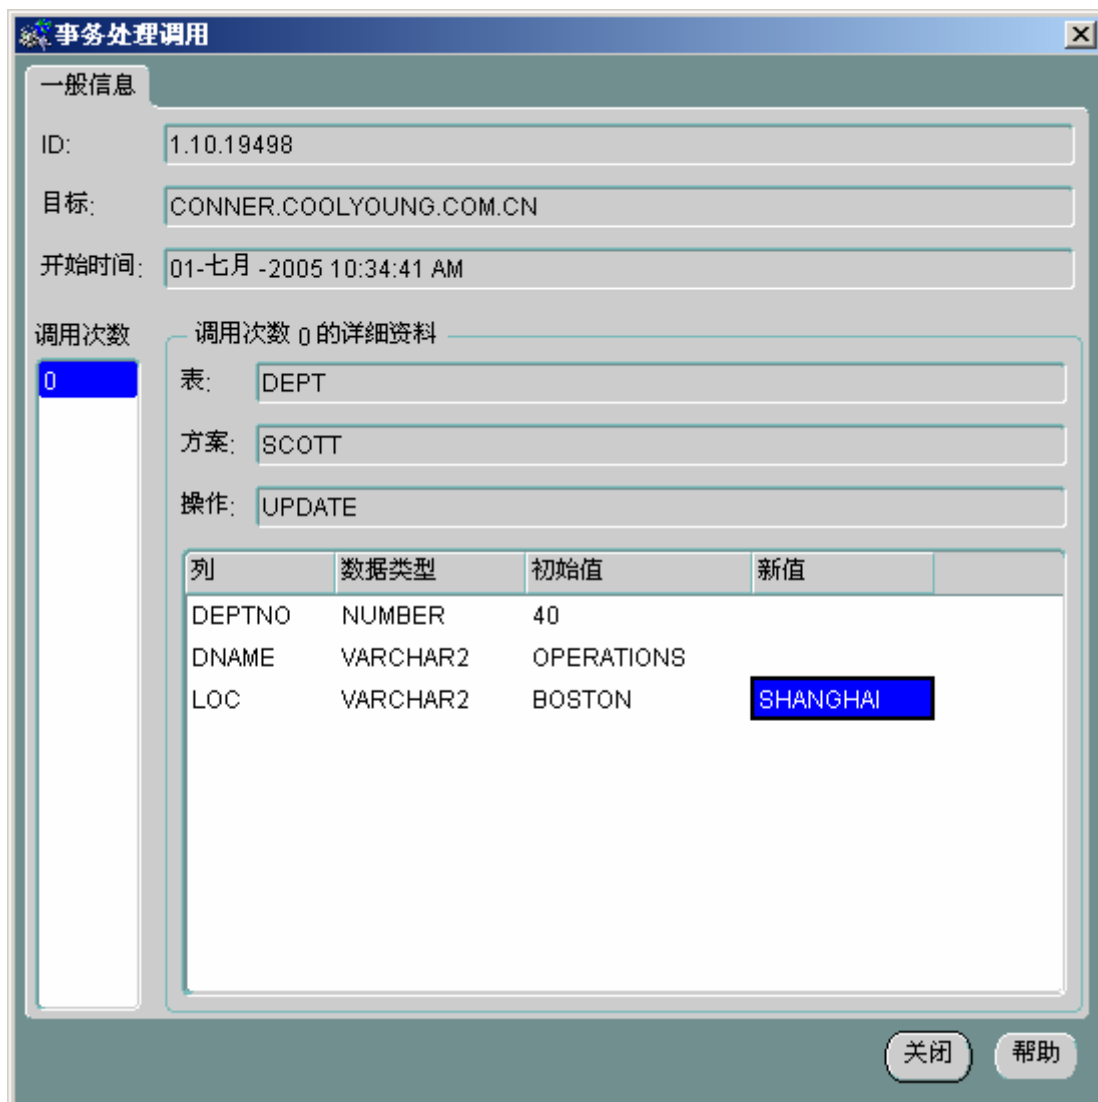 事务处理调用
一般信息
ID: 1.10.19498
目标: CONNER.COOLYOUNG.COM.CN
开始时间: 01-七月 -2005 10:34:41 AM
调用次数
0
调用次数 0 的详细资料
表: DEPT
方案: SCOTT
操作: UPDATE
列 数据类型 初始值 新值
DEPTNO NUMBER 40
DNAME VARCHAR2 OPERATIONS
LOC VARCHAR2 BOSTON SHANGHAI
关闭 帮助